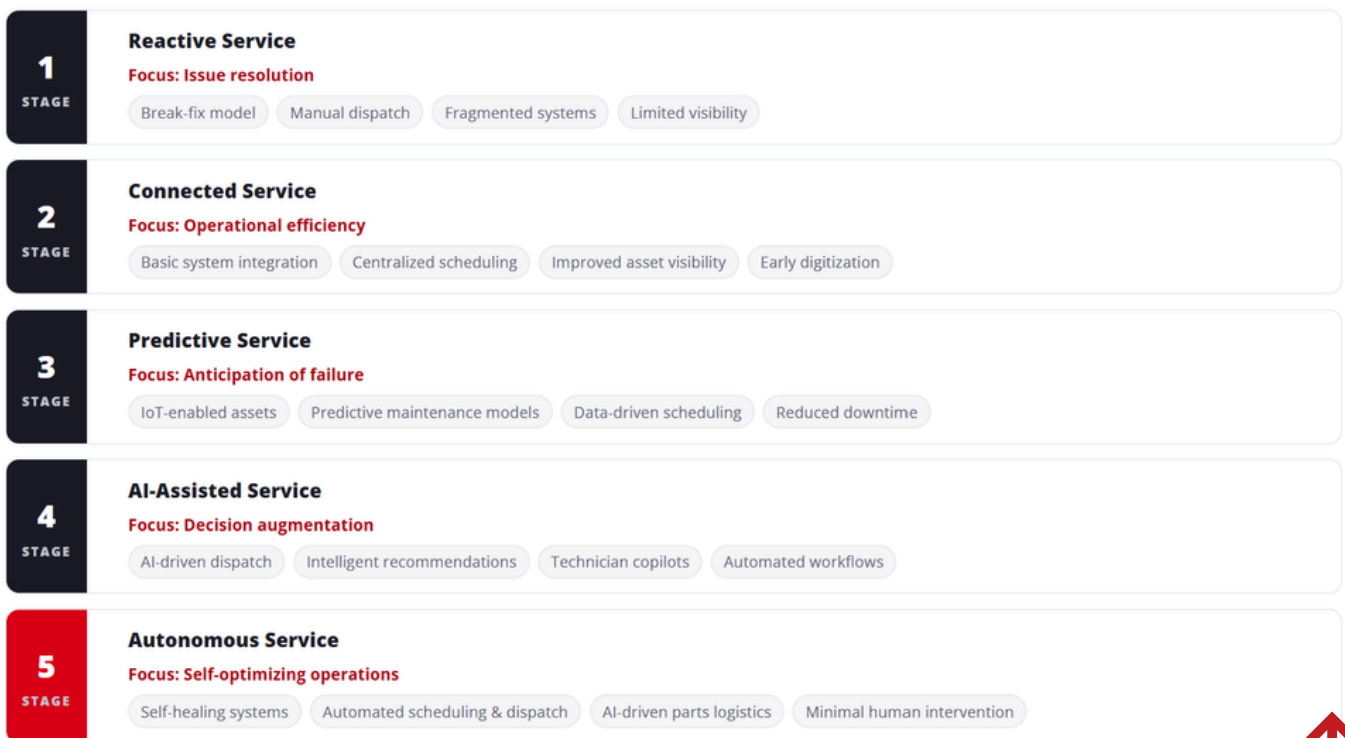 1
STAGE
Reactive Service
Focus: Issue resolution
Break-fix model Manual dispatch Fragmented systems Limited visibility
2
STAGE
Connected Service
Focus: Operational efficiency
Basic system integration Centralized scheduling Improved asset visibility Early digitization
3
STAGE
Predictive Service
Focus: Anticipation of failure
IoT-enabled assets Predictive maintenance models Data-driven scheduling Reduced downtime
4
STAGE
AI-Assisted Service
Focus: Decision augmentation
AI-driven dispatch Intelligent recommendations Technician copilots Automated workflows
5
STAGE
Autonomous Service
Focus: Self-optimizing operations
Self-healing systems Automated scheduling & dispatch AI-driven parts logistics Minimal human intervention